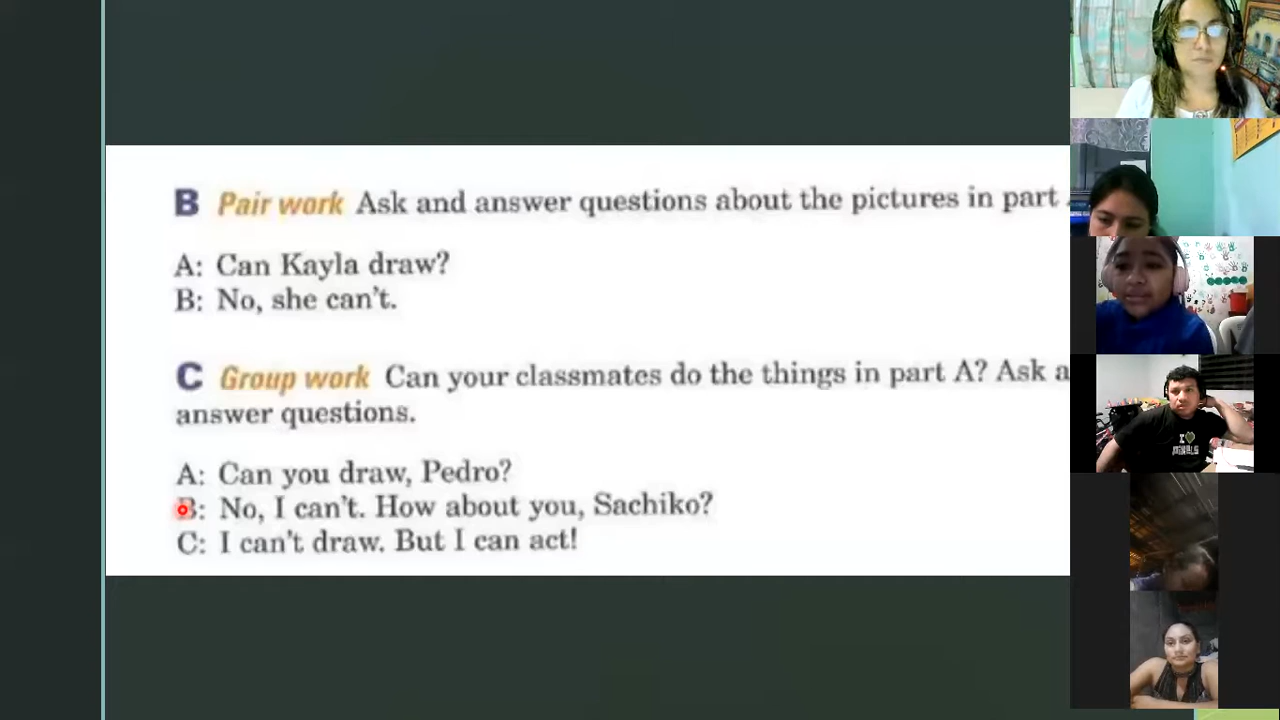 B Pair work Ask and answer questions about the pictures in part
A: Can Kayla draw?
B: No, she can't.
C Group work Can your classmates do the things in part A? Ask a
answer questions.
A: Can you draw, Pedro?
B: No, I can't. How about you, Sachiko?
C: I can't draw. But I can act!